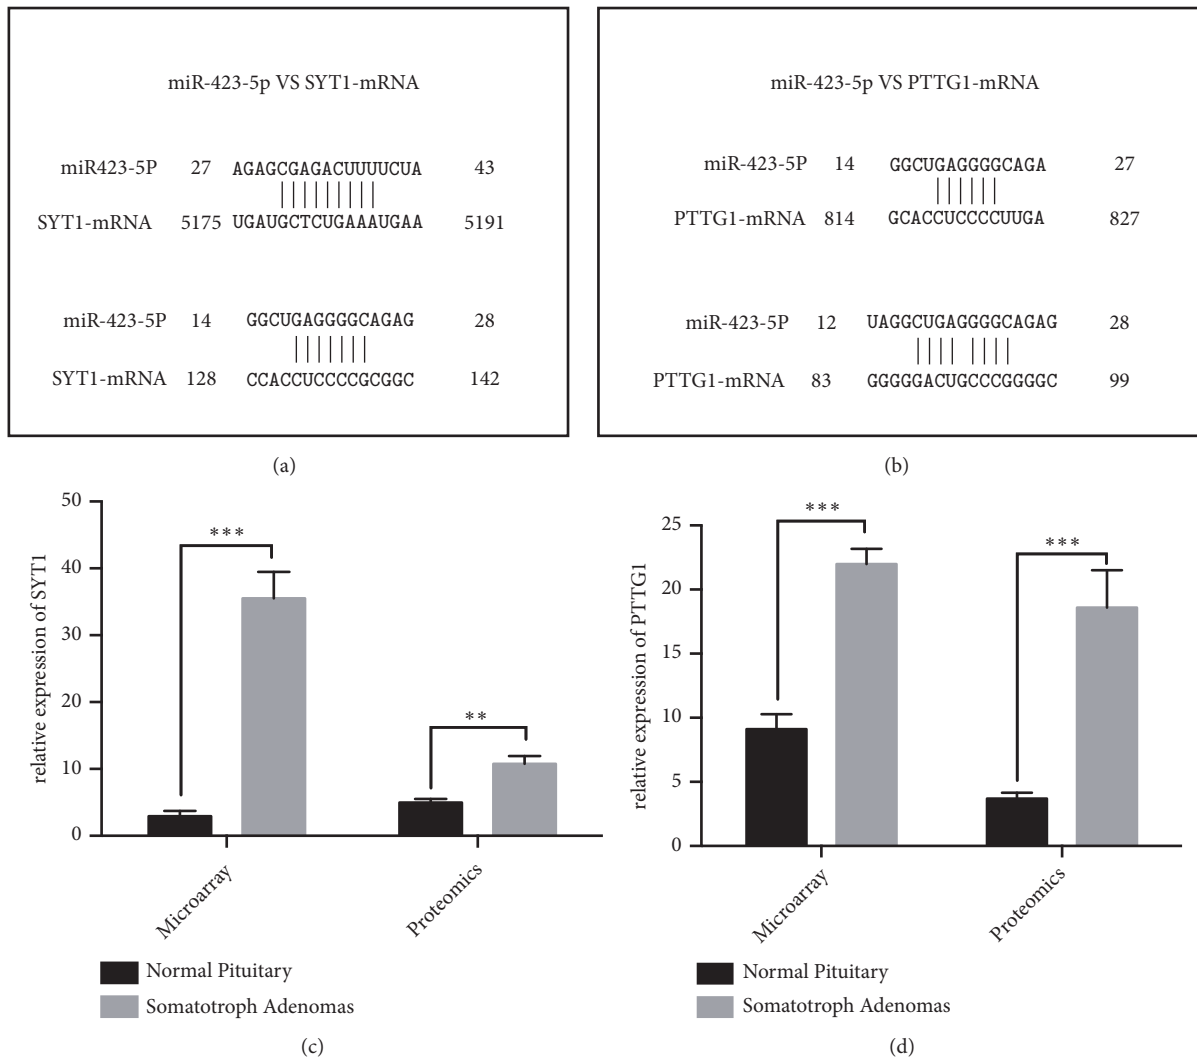 miR-423-5p VS SYT1-mRNA
miR423-5P 27 AGAGCGAGACUUUUCUA 43
SYT1-mRNA 5175 UGAUGCTCUGAAAUGAA 5191
miR-423-5P 14 GGCUGAGGGGCAGAG 28
SYT1-mRNA 128 CCACCUCCCCGCGGC 142
(a)
miR-423-5p VS PTTG1-mRNA
miR-423-5P 14 GGCUGAGGGGCAGA 27
PTTG1-mRNA 814 GCACCUCCCCUUGA 827
miR-423-5P 12 UAGGCUGAGGGGCAGAG 28
PTTG1-mRNA 83 GGGGGACUGCCCGGGGC 99
(b)
relative expression of SYT1
50
40
30
20
10
0
***
**
Microarray
Proteomics
Normal Pituitary
Somatotroph Adenomas
(c)
relative expression of PTTG1
25
20
15
10
5
0
***
***
Microarray
Proteomics
Normal Pituitary
Somatotroph Adenomas
(d)